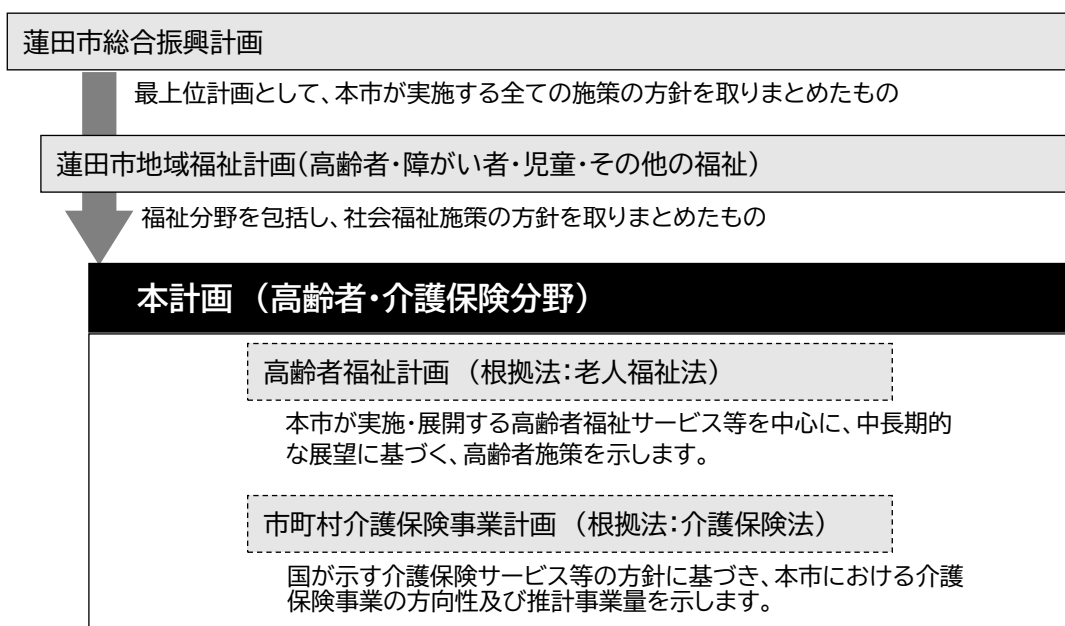 蓮田市総合振興計画
最上位計画として、本市が実施する全ての施策の方針を取りまとめたもの
蓮田市地域福祉計画(高齢者・障がい者・児童・その他の福祉)
福祉分野を包括し、社会福祉施策の方針を取りまとめたもの
本計画 (高齢者・介護保険分野)
高齢者福祉計画 (根拠法:老人福祉法)
本市が実施・展開する高齢者福祉サービス等を中心に、中長期的
な展望に基づく、高齢者施策を示します。
市町村介護保険事業計画 (根拠法:介護保険法)
国が示す介護保険サービス等の方針に基づき、本市における介護
保険事業の方向性及び推計事業量を示します。